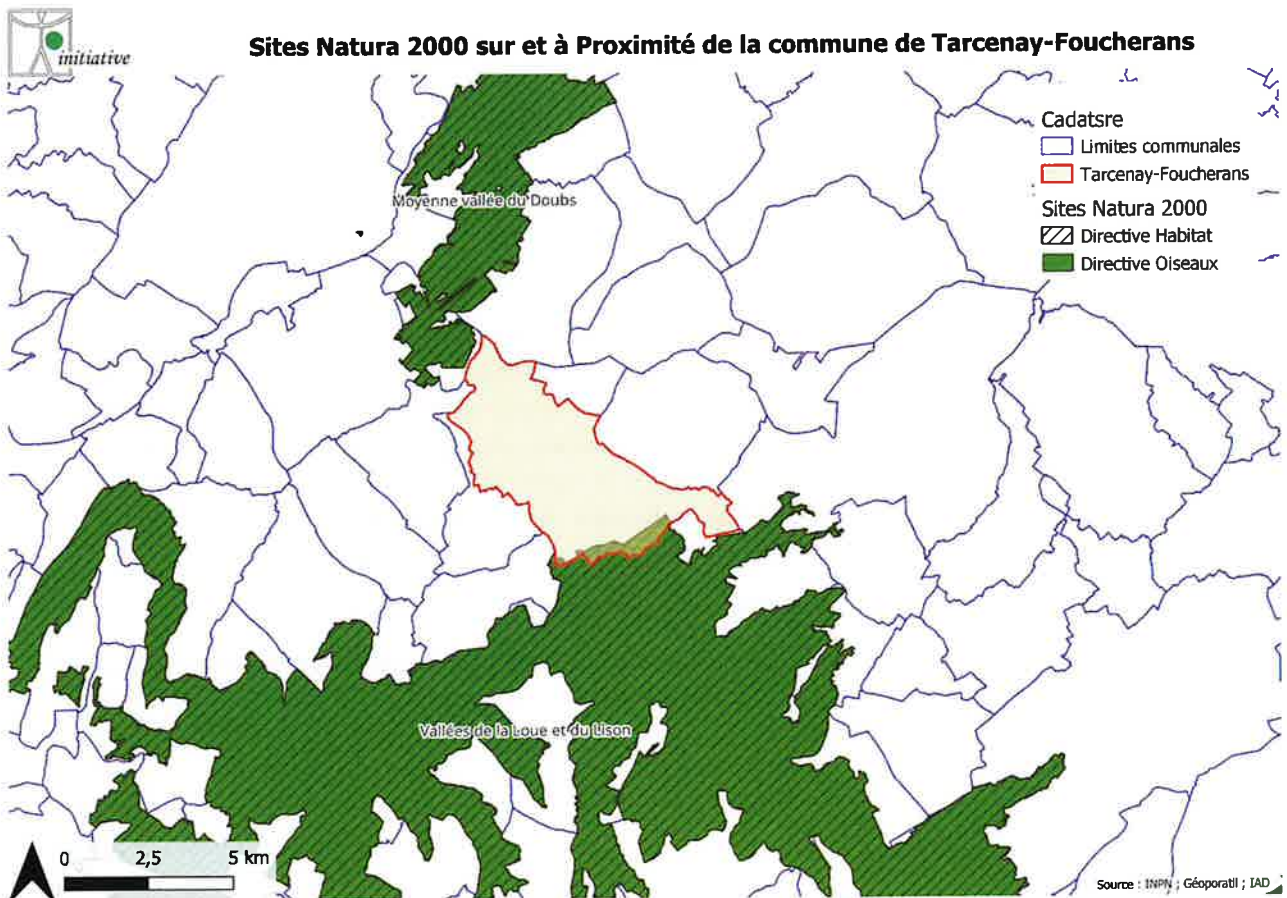 initiative
Sites Natura 2000 sur et à Proximité de la commune de Tarcenay-Foucherans
Cadatsre
Limites communales
Tarcenay-Foucherans
Sites Natura 2000
Directive Habitat
Directive Oiseaux
Moyenne vallée du Doubs
Vallées de la Loue et du Lison
0 2,5 5 km
Source : INPN ; Géoporatil ; IAD